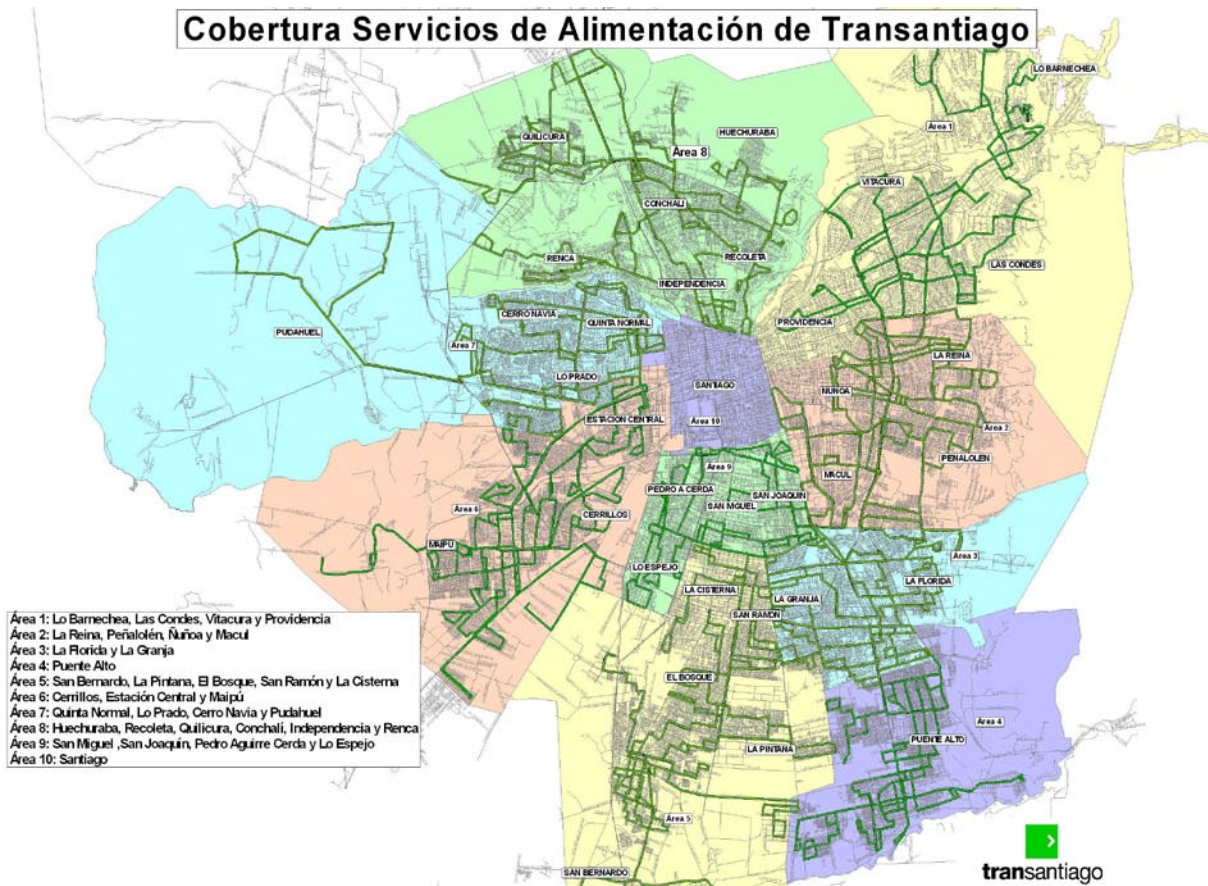 Cobertura Servicios de Alimentación de Transantiago
LO BARNECHEA
Área 1
QUILICURA
HUECHURABA
Área 8
VITACURA
CONCHALI
RENCA
RECOLETA
LAS CONDES
INDEPENDENCIA
CERRO NAVIA
QUINTA NORMAL
PROVIDENCIA
PUDAHUEL
Área 7
LA REINA
LO PRADO
SANTIAGO
NUNOA
ESTACION CENTRAL
Área 10
Área 2
PENALOLEN
Área 9
MACUL
PEDRO A CERDA
SAN JOAQUIN
SAN MIGUEL
Área 6
CERRILLOS
MAIPÚ
Área 3
LO ESPEJO
LA FLORIDA
LA CISTERNA
LA GRANJA
SAN RAMON
EL BOSQUE
Área 4
PUENTE ALTO
LA PINTANA
Área 5
SAN BERNARDO
Área 1: Lo Barnechea, Las Condes, Vitacura y Providencia
Área 2: La Reina, Peñalolén, Ñuñoa y Macul
Área 3: La Florida y La Granja
Área 4: Puente Alto
Área 5: San Bernardo, La Pintana, El Bosque, San Ramón y La Cisterna
Área 6: Cerrillos, Estación Central y Maipú
Área 7: Quinta Normal, Lo Prado, Cerro Navia y Pudahuel
Área 8: Huechuraba, Recoleta, Quilicura, Conchalí, Independencia y Renca
Área 9: San Miguel ,San Joaquin, Pedro Aguirre Cerda y Lo Espejo
Área 10: Santiago
transantiago